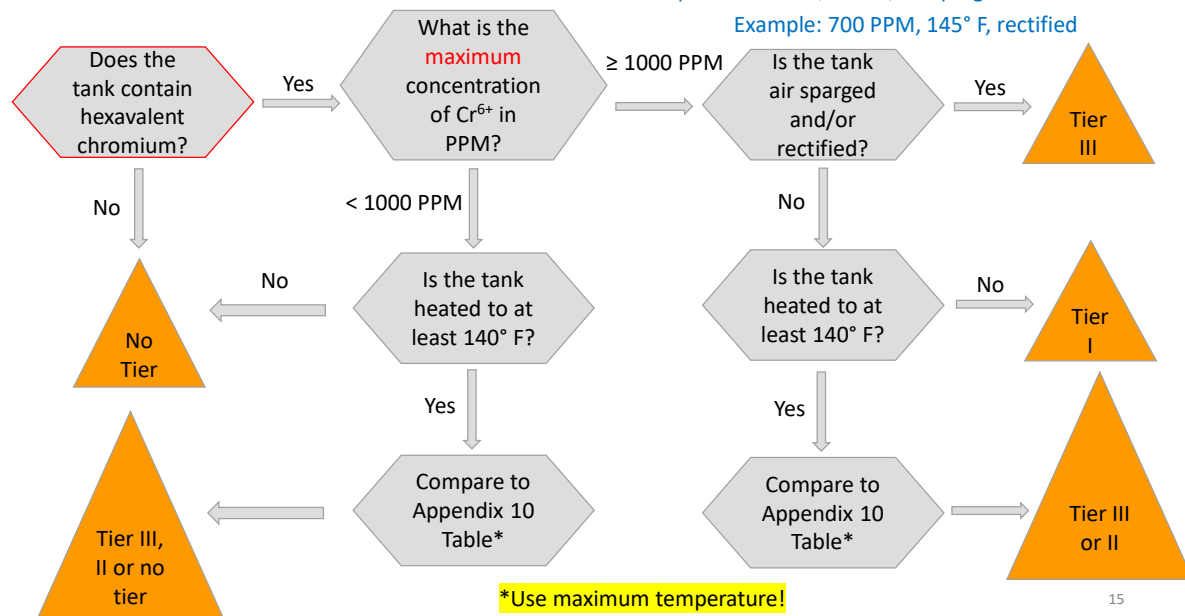 Example: 700 PPM, 145° F, rectified
Does the
tank contain
hexavalent
chromium?
Yes
What is the
maximum
concentration
of Cr⁶⁺ in
PPM?
≥ 1000 PPM
Is the tank
air sparged
and/or
rectified?
Yes
Tier
III
No
< 1000 PPM
No
No
Tier
No
Is the tank
heated to at
least 140° F?
Is the tank
heated to at
least 140° F?
No
Tier
I
Yes
Yes
Tier III,
II or no
tier
Compare to
Appendix 10
Table*
Compare to
Appendix 10
Table*
Tier III
or II
*Use maximum temperature!
15